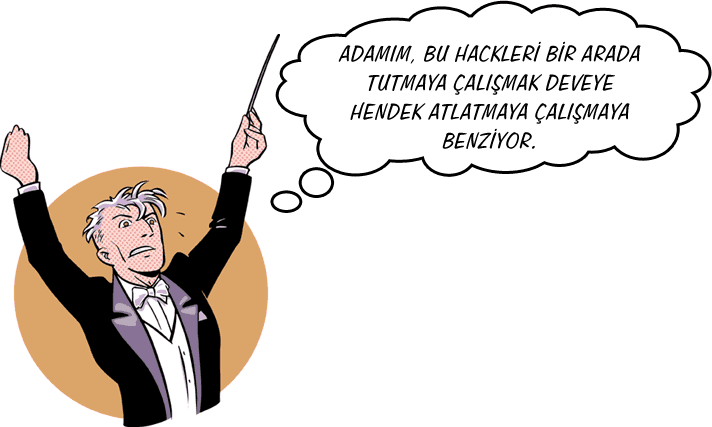 ADAMIM, BU HACKLERİ BİR ARADA
TUTMAYA ÇALIŞMAK DEVEYE
HENDEK ATLATMAYA ÇALIŞMAYA
BENZİYOR.